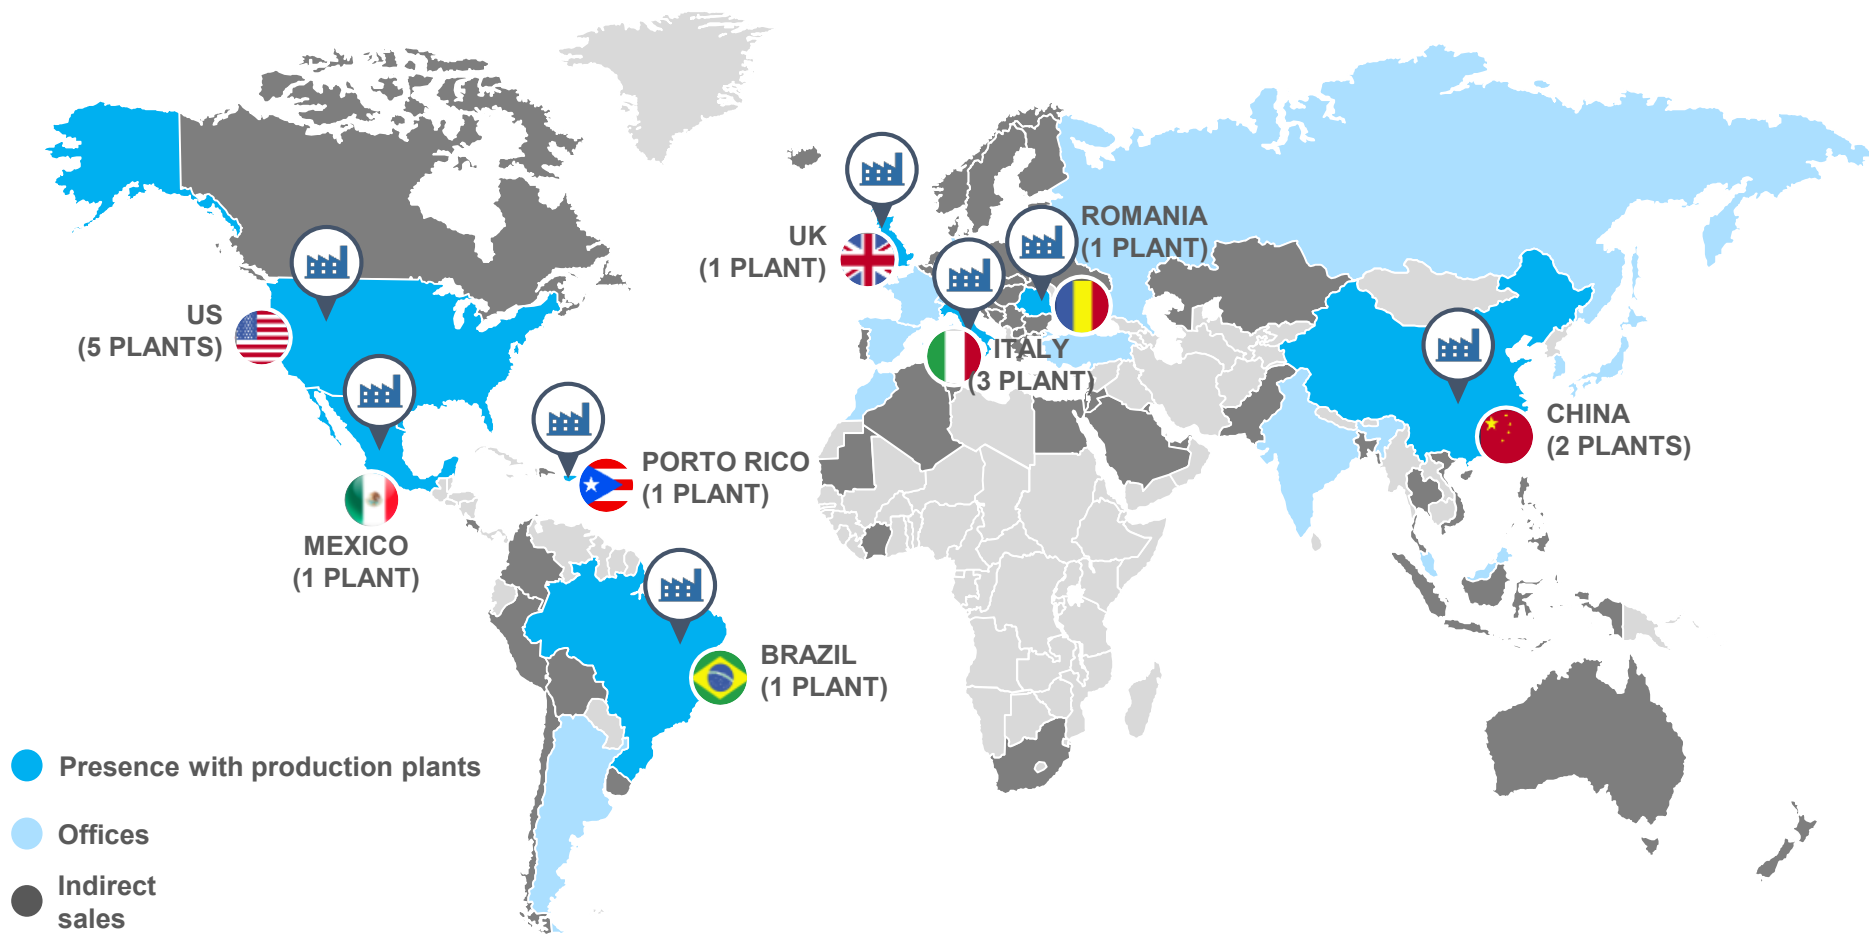 UK
(1 PLANT)
ROMANIA
(1 PLANT)
US
(5 PLANTS)
ITALY
(3 PLANT)
CHINA
(2 PLANTS)
PORTO RICO
(1 PLANT)
MEXICO
(1 PLANT)
BRAZIL
(1 PLANT)
Presence with production plants
Offices
Indirect
sales